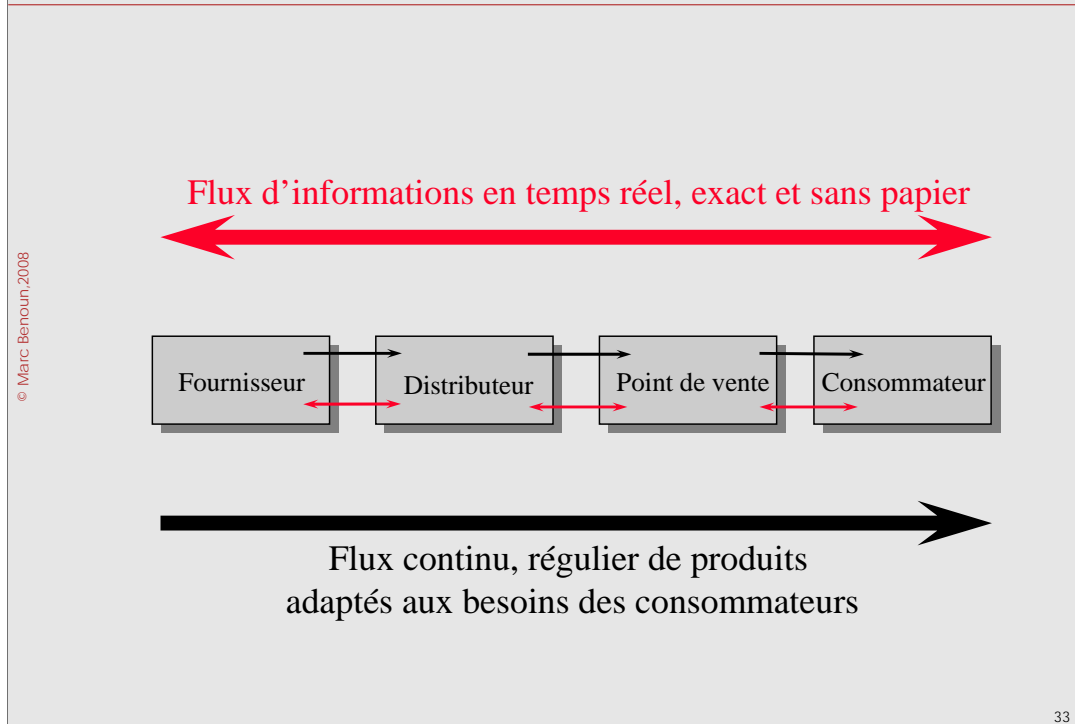 Flux d’informations en temps réel, exact et sans papier
© Marc Benoun,2008
Fournisseur
Distributeur
Point de vente
Consommateur
Flux continu, régulier de produits
adaptés aux besoins des consommateurs
33